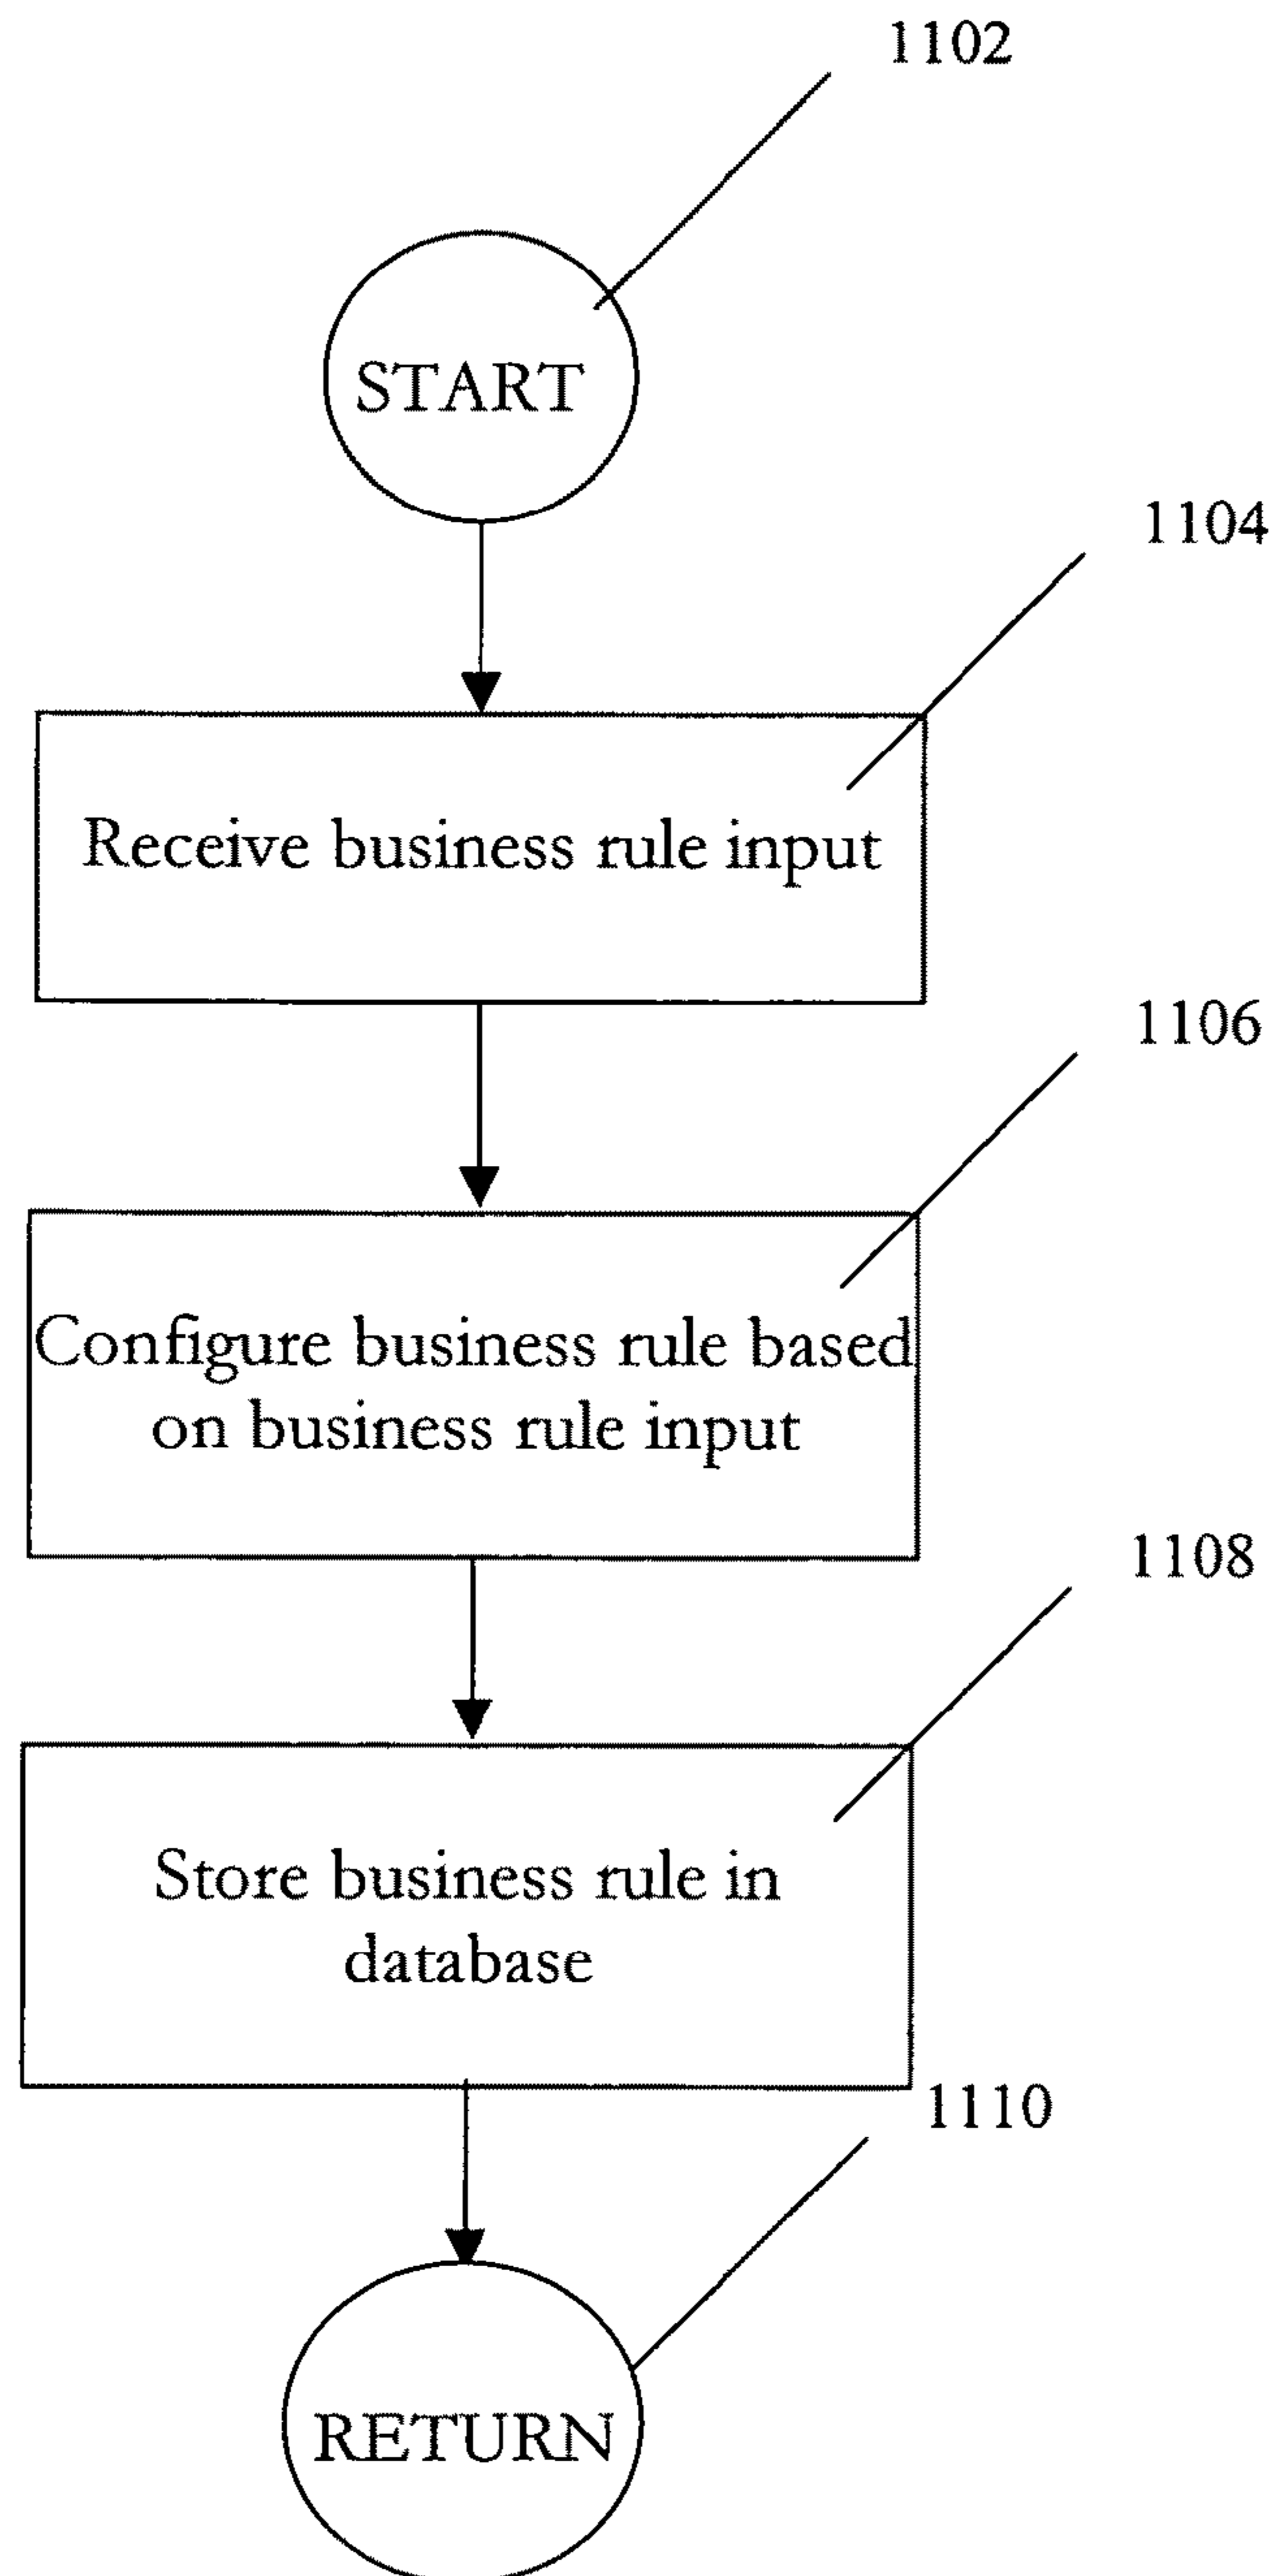 1102
START
1104
Receive business rule input
1106
Configure business rule based
on business rule input
1108
Store business rule in
database
1110
RETURN